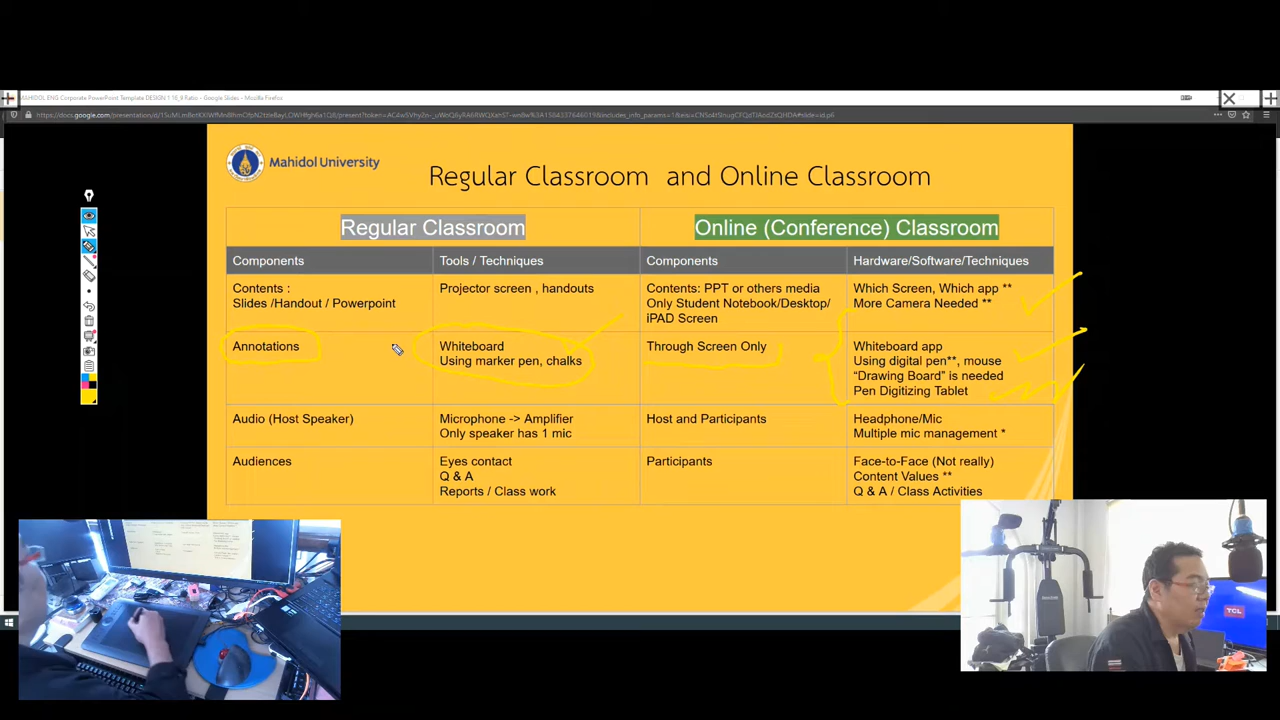 Mahidol University
Regular Classroom and Online Classroom
Regular Classroom
Online (Conference) Classroom
Components
Tools / Techniques
Components
Hardware/Software/Techniques
Contents :
Slides /Handout / Powerpoint
Projector screen , handouts
Contents: PPT or others media
Only Student Notebook/Desktop/
iPAD Screen
Which Screen, Which app **
More Camera Needed **
Annotations
Whiteboard
Using marker pen, chalks
Through Screen Only
Whiteboard app
Using digital pen**, mouse
“Drawing Board” is needed
Pen Digitizing Tablet
Audio (Host Speaker)
Microphone -> Amplifier
Only speaker has 1 mic
Host and Participants
Headphone/Mic
Multiple mic management *
Audiences
Eyes contact
Q & A
Reports / Class work
Participants
Face-to-Face (Not really)
Content Values **
Q & A / Class Activities
TCL